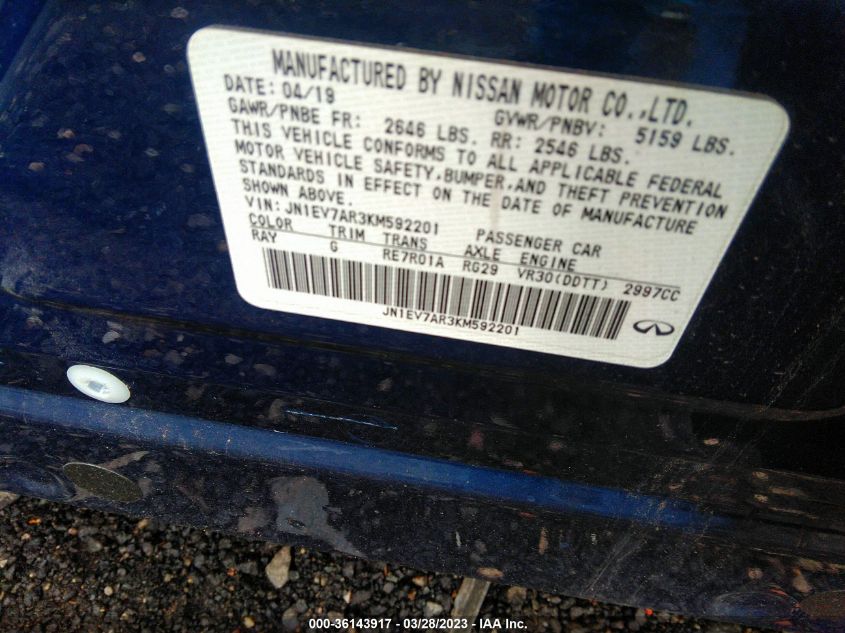 MANUFACTURED BY NISSAN MOTOR CO.,LTD.
DATE: 04/19 GVWR/PNBV: 5159 LBS.
GAWR/PNBE FR: 2646 LBS. RR: 2546 LBS.
THIS VEHICLE CONFORMS TO ALL APPLICABLE FEDERAL
MOTOR VEHICLE SAFETY,BUMPER,AND THEFT PREVENTION
STANDARDS IN EFFECT ON THE DATE OF MANUFACTURE
SHOWN ABOVE.
VIN: JN1EV7AR3KM592201 PASSENGER CAR
COLOR TRIM TRANS AXLE ENGINE
RAY G RE7R01A RG29 VR30(DDTT) 2997CC
JN1EV7AR3KM592201
000-36143917 - 03/28/2023 - IAA Inc.